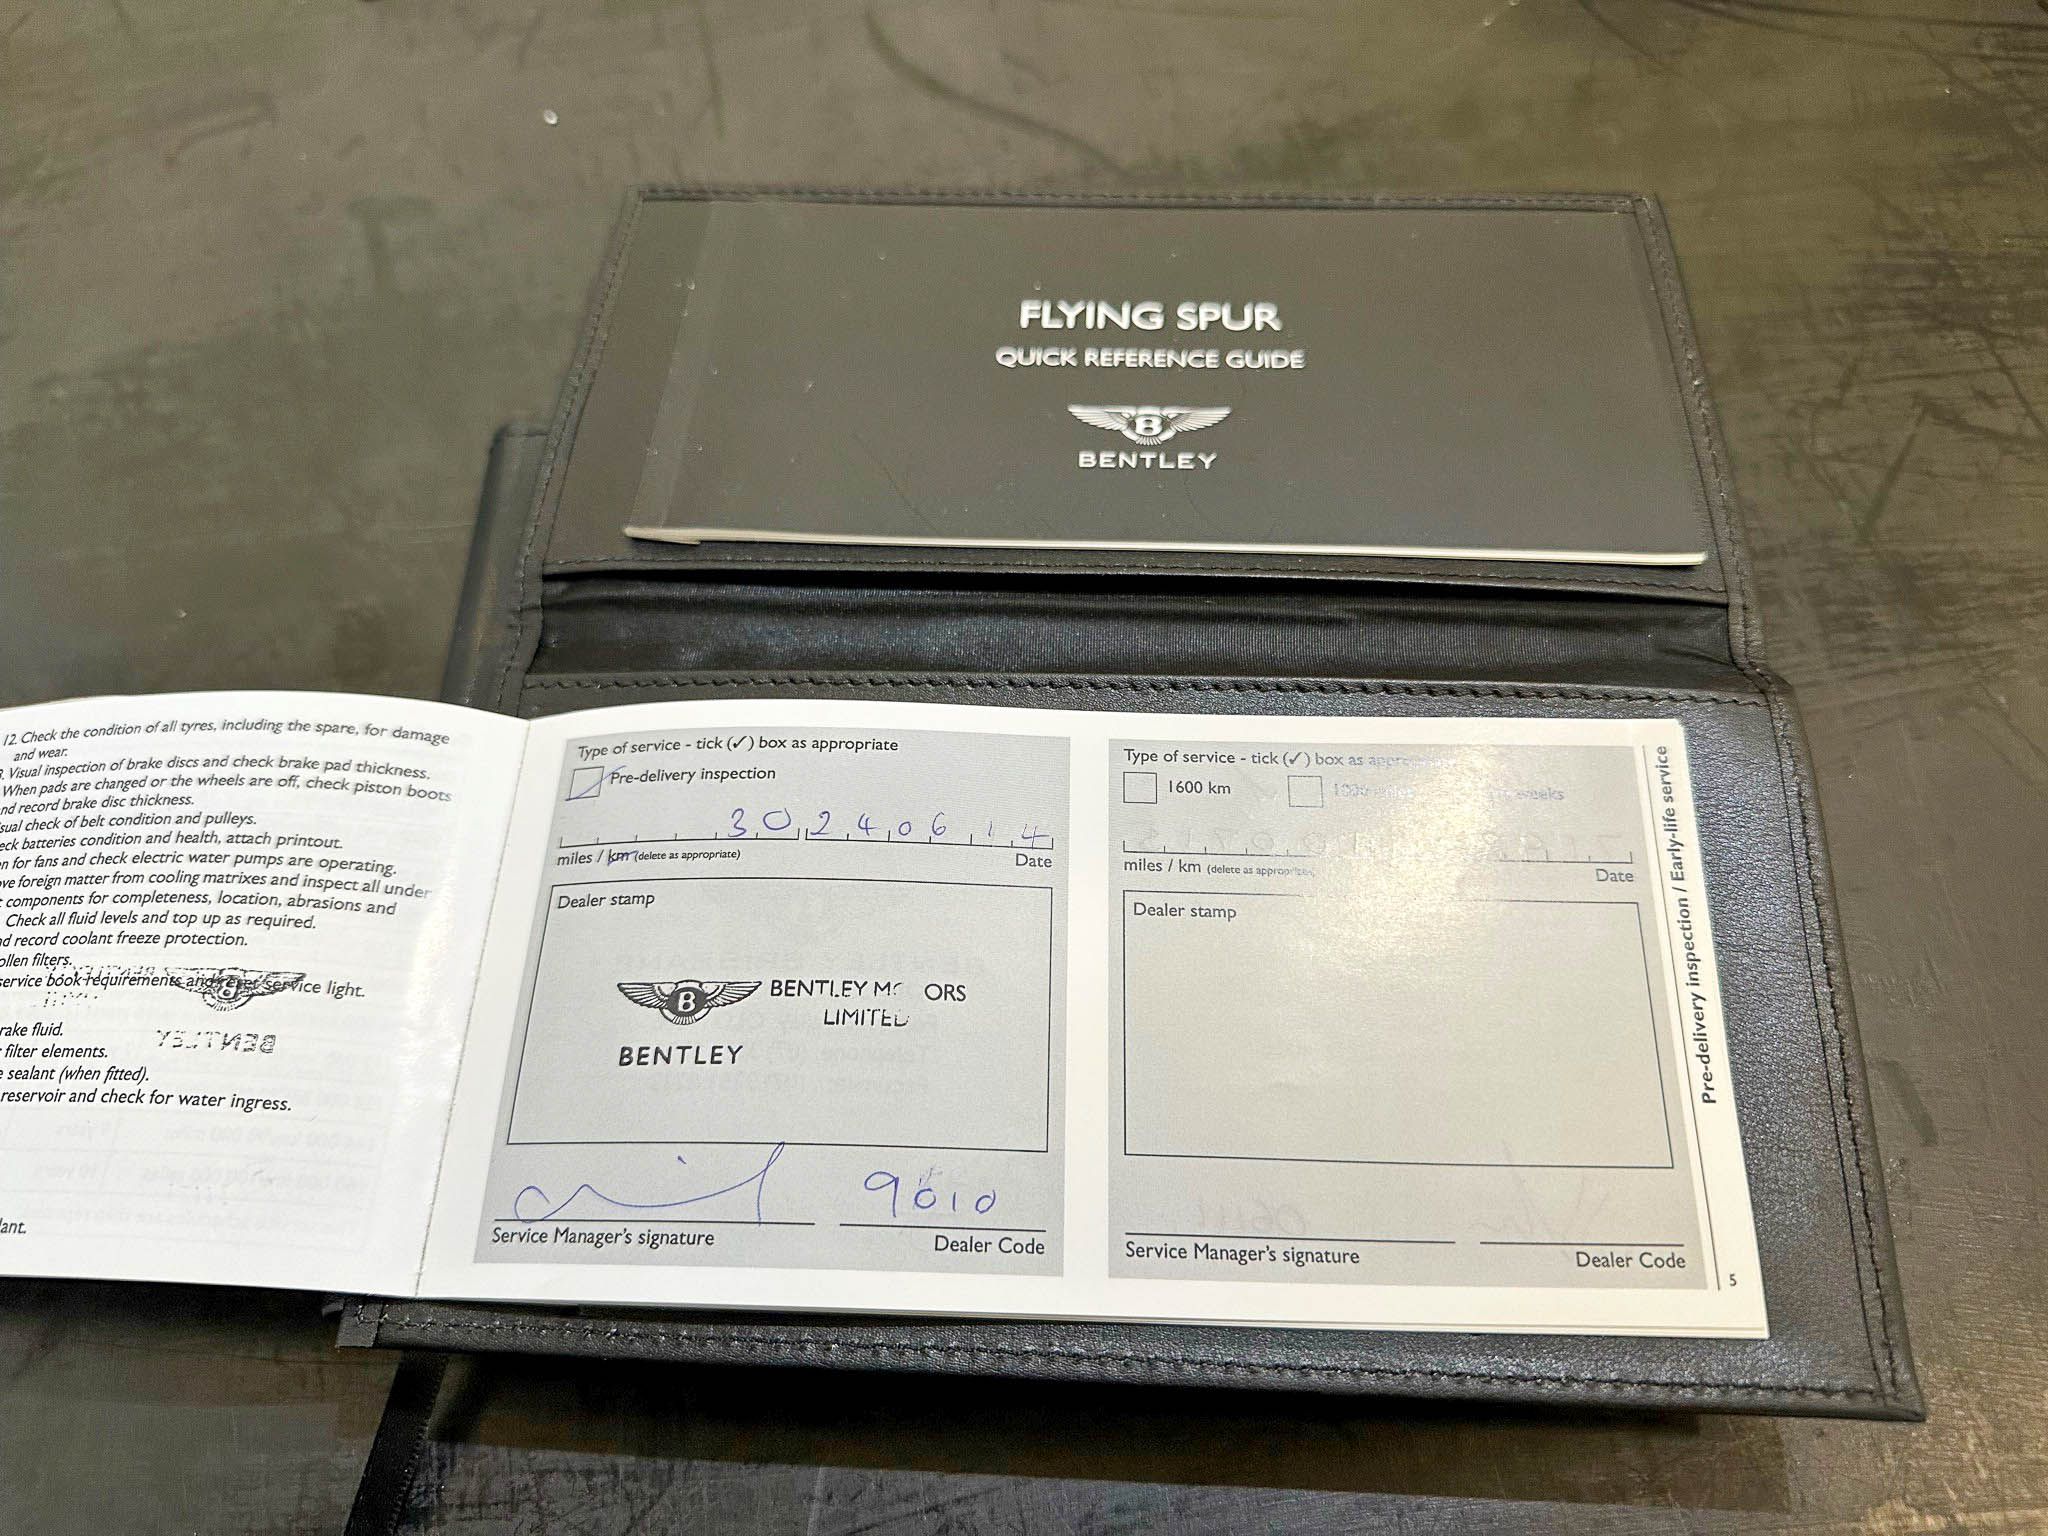 FLYING SPUR
QUICK REFERENCE GUIDE
B
BENTLEY
12. Check the condition of all tyres, including the spare, for damage
and wear.
3. Visual inspection of brake discs and check brake pad thickness.
When pads are changed or the wheels are off, check piston boots
nd record brake disc thickness.
sual check of belt condition and pulleys.
eck batteries condition and health, attach printout.
n for fans and check electric water pumps are operating.
ve foreign matter from cooling matrixes and inspect all under
t components for completeness, location, abrasions and
Check all fluid levels and top up as required.
nd record coolant freeze protection.
ollen filters.
service book requirements and reset service light.
rake fluid.
filter elements.
e sealant (when fitted).
reservoir and check for water ingress.
lant.
Type of service - tick (✓) box as appropriate
Pre-delivery inspection
30 240614
miles / km (delete as appropriate) Date
Dealer stamp
B BENTLEY MO ORS
LIMITED
BENTLEY
9010
Service Manager's signature Dealer Code
Type of service - tick (✓) box as appropriate
1600 km 1000 miles weeks
miles / km (delete as appropriate) Date
Dealer stamp
Service Manager's signature Dealer Code
Pre-delivery inspection / Early-life service
5